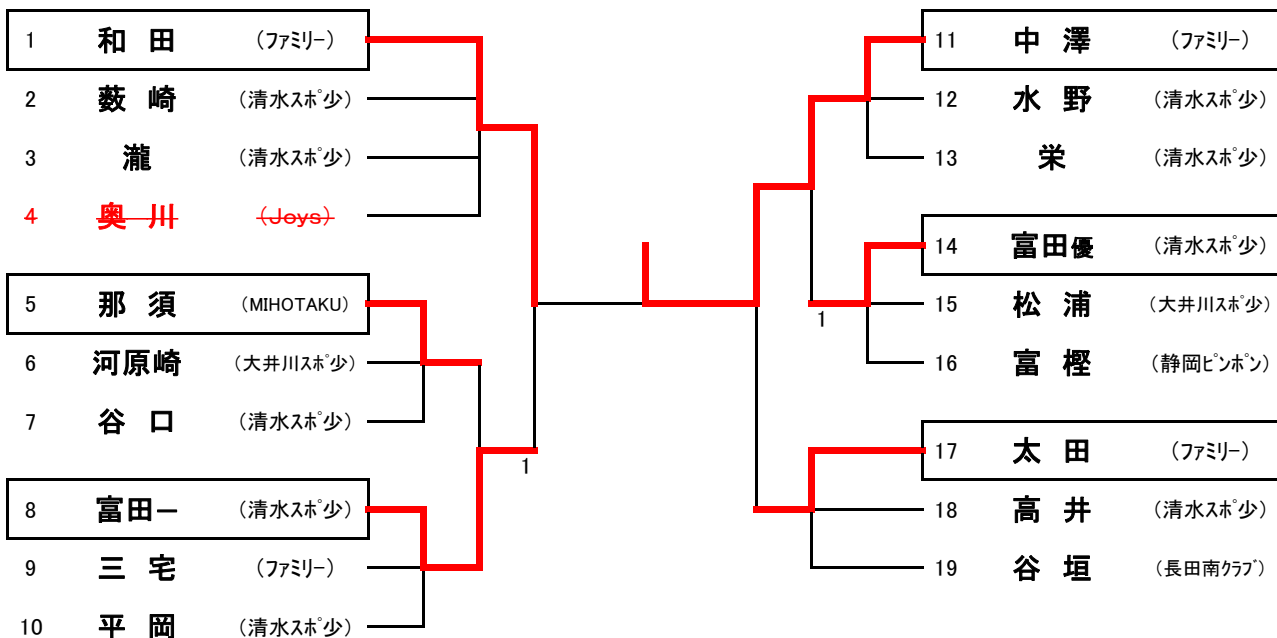 1 和田 (ファミリー)
2 薮崎 (清水スポ少)
3 瀧 (清水スポ少)
4 奥川 (Joys)
5 那須 (MIHOTAKU)
6 河原崎 (大井川スポ少)
7 谷口 (清水スポ少)
1
8 富田一 (清水スポ少)
9 三宅 (ファミリー)
10 平岡 (清水スポ少)
11 中澤 (ファミリー)
12 水野 (清水スポ少)
13 栄 (清水スポ少)
14 富田優 (清水スポ少)
15 松浦 (大井川スポ少)
1
16 富樫 (静岡ピンポン)
17 太田 (ファミリー)
18 高井 (清水スポ少)
19 谷垣 (長田南クラブ)